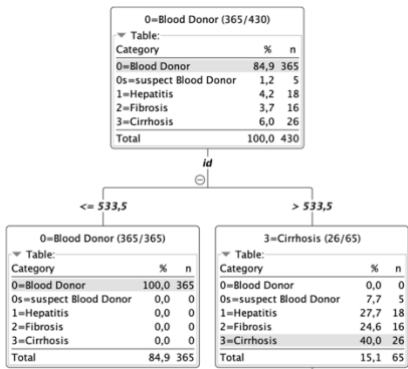 0=Blood Donor (365/430)
Table:
Category % n
0=Blood Donor 84,9 365
0s=suspect Blood Donor 1,2 5
1=Hepatitis 4,2 18
2=Fibrosis 3,7 16
3=Cirrhosis 6,0 26
Total 100,0 430
id
<= 533,5
> 533,5
0=Blood Donor (365/365)
Table:
Category % n
0=Blood Donor 100,0 365
0s=suspect Blood Donor 0,0 0
1=Hepatitis 0,0 0
2=Fibrosis 0,0 0
3=Cirrhosis 0,0 0
Total 84,9 365
3=Cirrhosis (26/65)
Table:
Category % n
0=Blood Donor 0,0 0
0s=suspect Blood Donor 7,7 5
1=Hepatitis 27,7 18
2=Fibrosis 24,6 16
3=Cirrhosis 40,0 26
Total 15,1 65